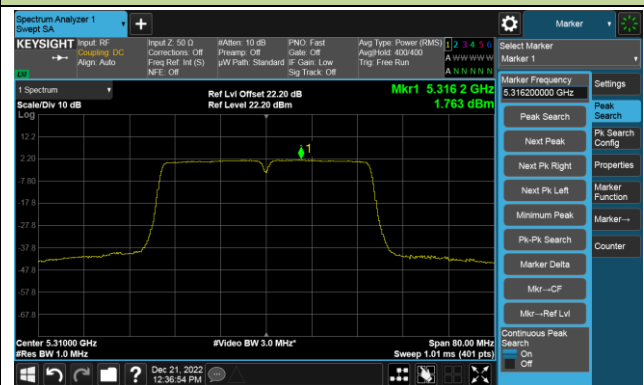 Spectrum Analyzer 1
Swept SA
+
Marker
KEYSIGHT
Input: RF
Coupling: DC
Align: Auto
Input Z: 50 Ω
Corrections: Off
Freq Ref: Int (S)
NFE: Off
#Atten: 10 dB
Preamp: Off
µW Path: Standard
PNO: Fast
Gate: Off
IF Gain: Low
Sig Track: Off
Avg Type: Power (RMS)
Avg|Hold: 400/400
Trig: Free Run
1 2 3 4 5 6
A W W W W W
A N N N N N
Select Marker
Marker 1
1 Spectrum
Scale/Div 10 dB
Log
Ref Lvl Offset 22.20 dB
Ref Level 22.20 dBm
Mkr1 5.316 2 GHz
1.763 dBm
12.2
2.20
-7.80
-17.8
-27.8
-37.8
-47.8
-57.8
-67.8
1
Center 5.31000 GHz
#Res BW 1.0 MHz
#Video BW 3.0 MHz*
Span 80.00 MHz
Sweep 1.01 ms (401 pts)
Marker Frequency
5.316200000 GHz
Peak Search
Next Peak
Next Pk Right
Next Pk Left
Minimum Peak
Pk-Pk Search
Marker Delta
Mkr→CF
Mkr→Ref Lvl
Continuous Peak
Search
On
Off
Settings
Peak
Search
Pk Search
Config
Properties
Marker
Function
Marker→
Counter
?
Dec 21, 2022
12:36:54 PM